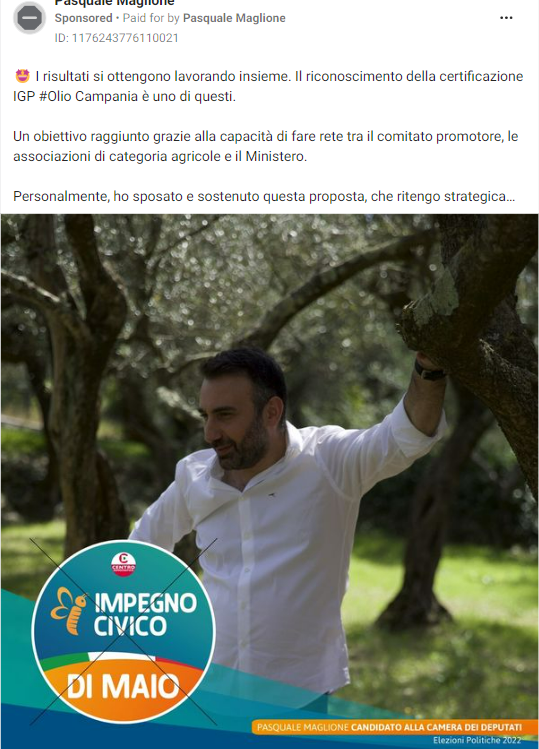 Pasquale Maglione
Sponsored • Paid for by Pasquale Maglione
ID: 1176243776110021
🤩 I risultati si ottengono lavorando insieme. Il riconoscimento della certificazione
IGP #Olio Campania è uno di questi.
Un obiettivo raggiunto grazie alla capacità di fare rete tra il comitato promotore, le
associazioni di categoria agricole e il Ministero.
Personalmente, ho sposato e sostenuto questa proposta, che ritengo strategica...
CENTRO
IMPEGNO
CIVICO
DI MAIO
PASQUALE MAGLIONE CANDIDATO ALLA CAMERA DEI DEPUTATI
Elezioni Politiche 2022